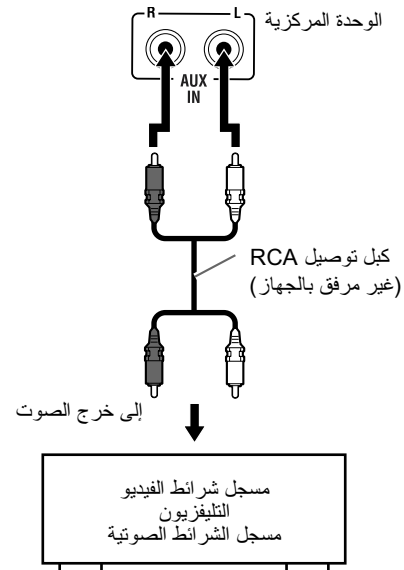 الوحدة المركزية
R L
AUX
IN
كبل توصيل RCA
(غير مرفق بالجهاز)
إلى خرج الصوت
مسجل شرائط الفيديو
التليفزيون
مسجل الشرائط الصوتية